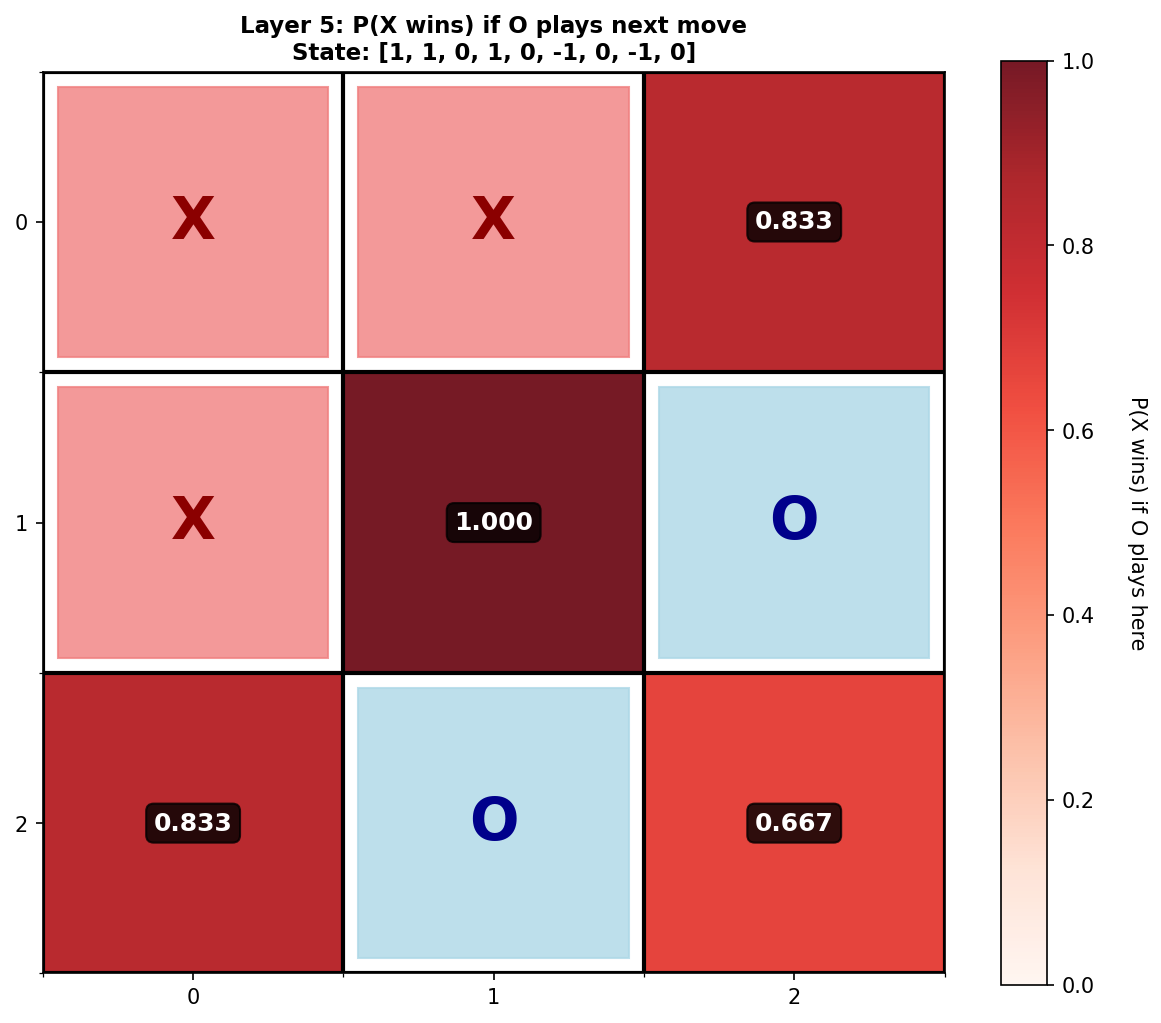 Layer 5: P(X wins) if O plays next move
State: [1, 1, 0, 1, 0, -1, 0, -1, 0]
X
X
0.833
X
1.000
O
0.833
O
0.667
0
1
2
0
1
2
1.0
0.8
0.6
0.4
0.2
0.0
P(X wins) if O plays here